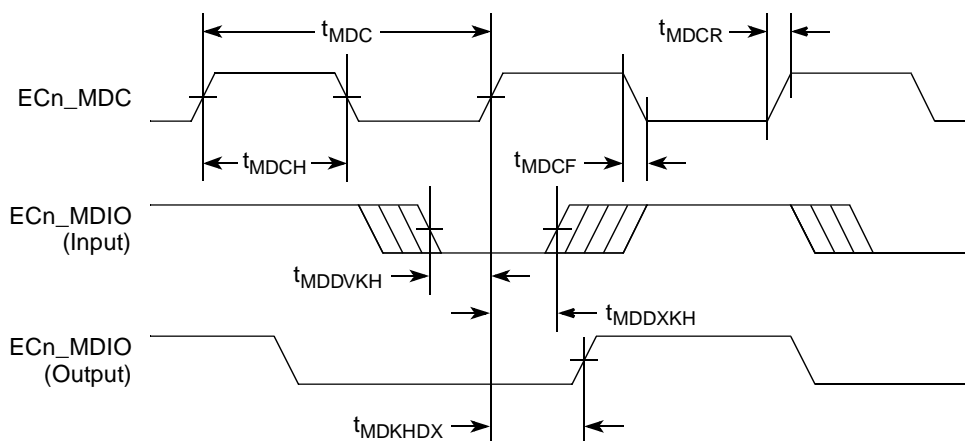 tMDC
tMDCR
ECn_MDC
tMDCH
tMDCF
ECn_MDIO
(Input)
tMDDVKH
tMDDXKH
ECn_MDIO
(Output)
tMDKHDX